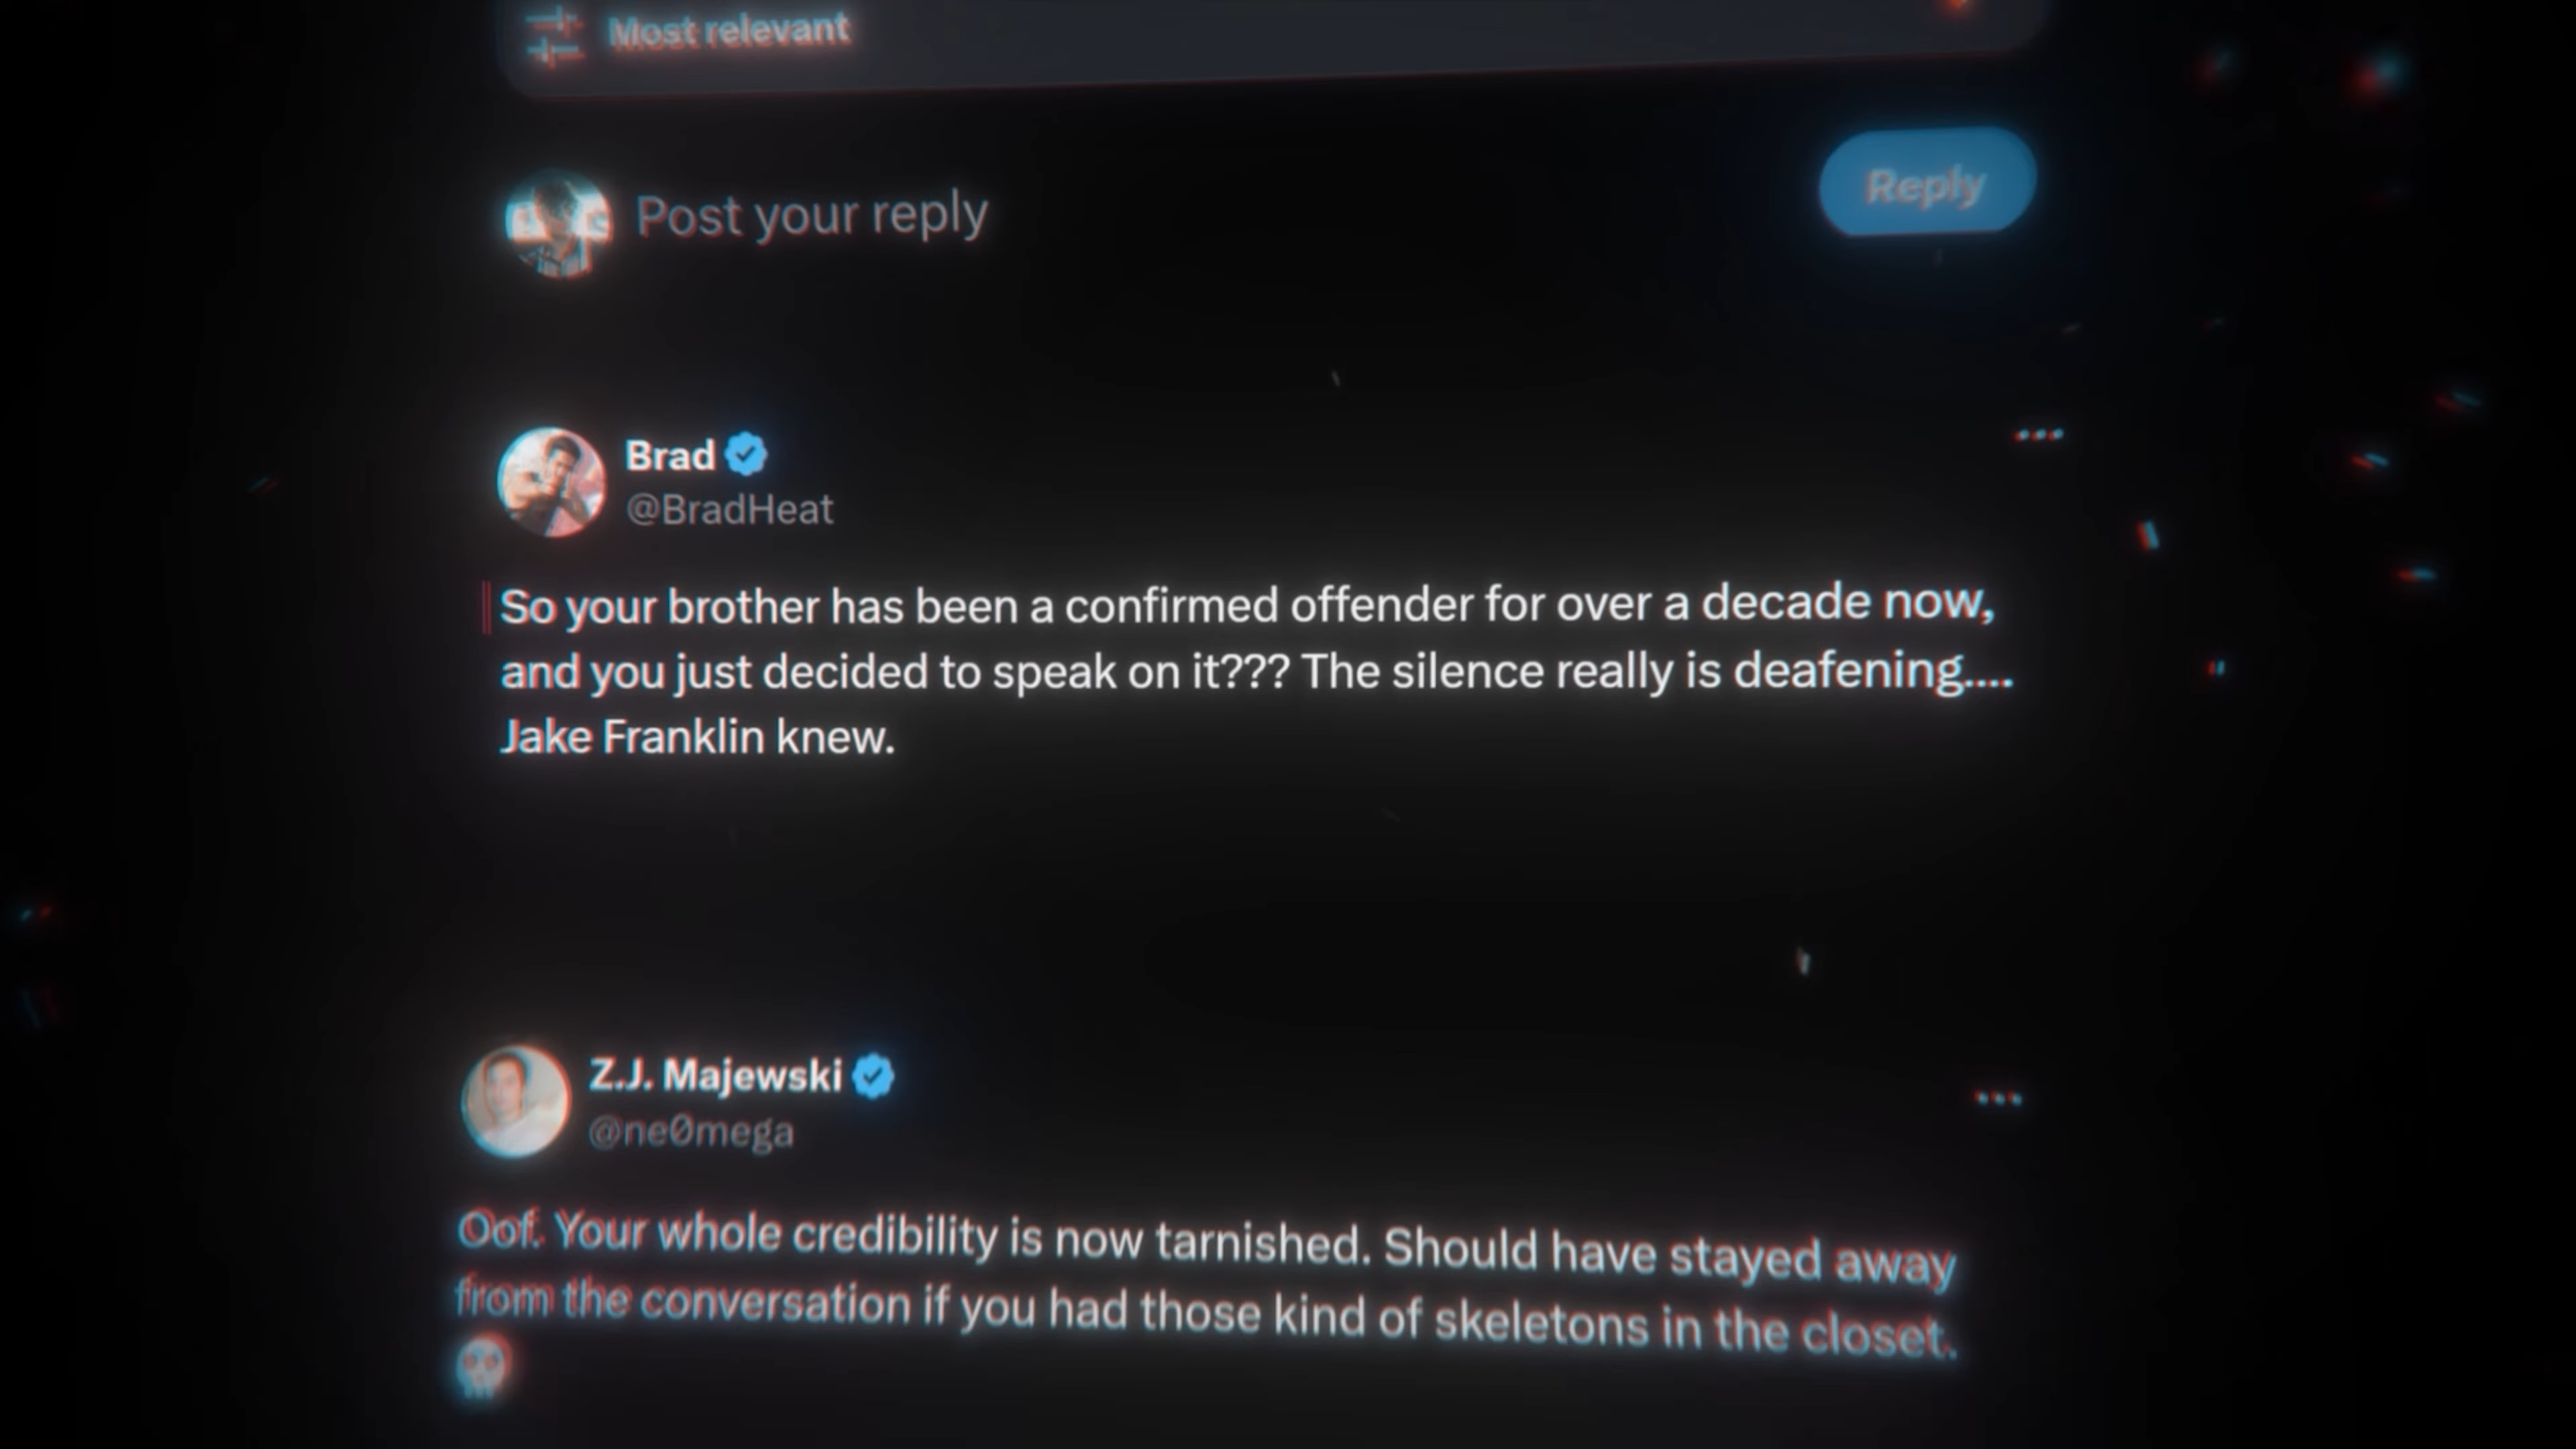 Most relevant
Post your reply
Reply
Brad
@BradHeat
So your brother has been a confirmed offender for over a decade now,
and you just decided to speak on it??? The silence really is deafening....
Jake Franklin knew.
Z.J. Majewski
@ne0mega
Oof. Your whole credibility is now tarnished. Should have stayed away
from the conversation if you had those kind of skeletons in the closet.
💀